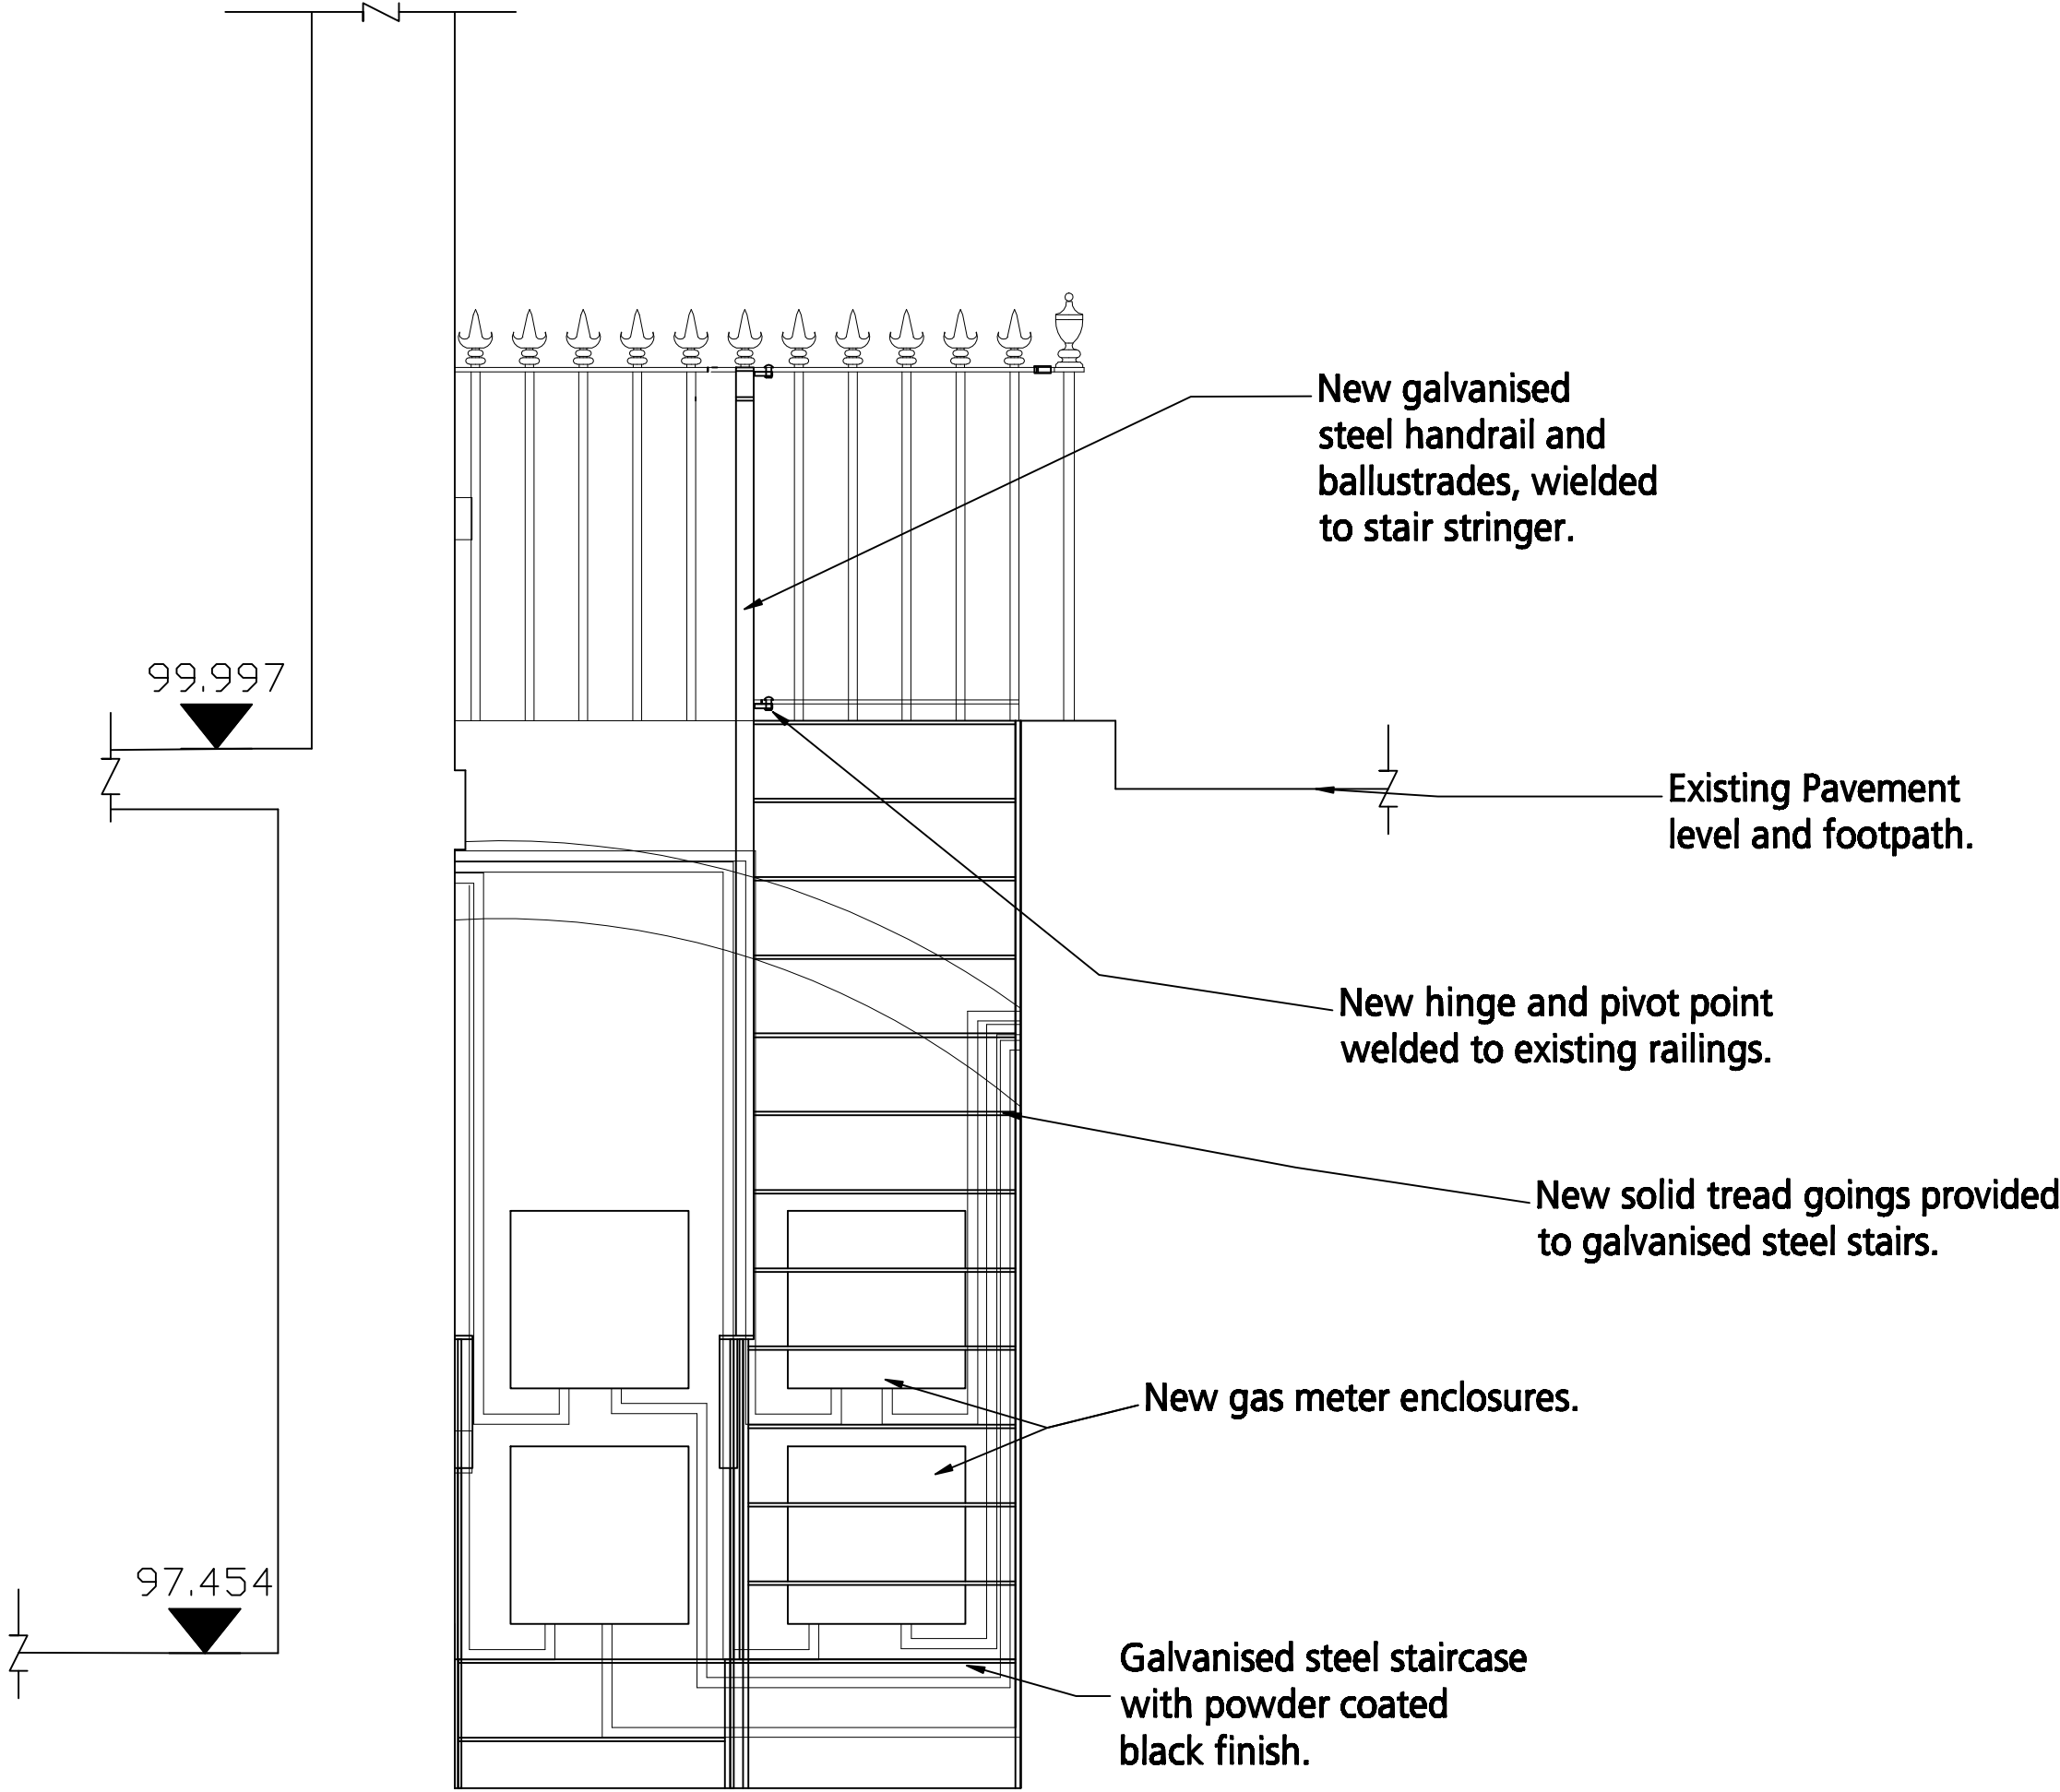 New galvanised
steel handrail and
ballustrades, wielded
to stair stringer.
99.997
Existing Pavement
level and footpath.
New hinge and pivot point
welded to existing railings.
New solid tread goings provided
to galvanised steel stairs.
New gas meter enclosures.
97.454
Galvanised steel staircase
with powder coated
black finish.